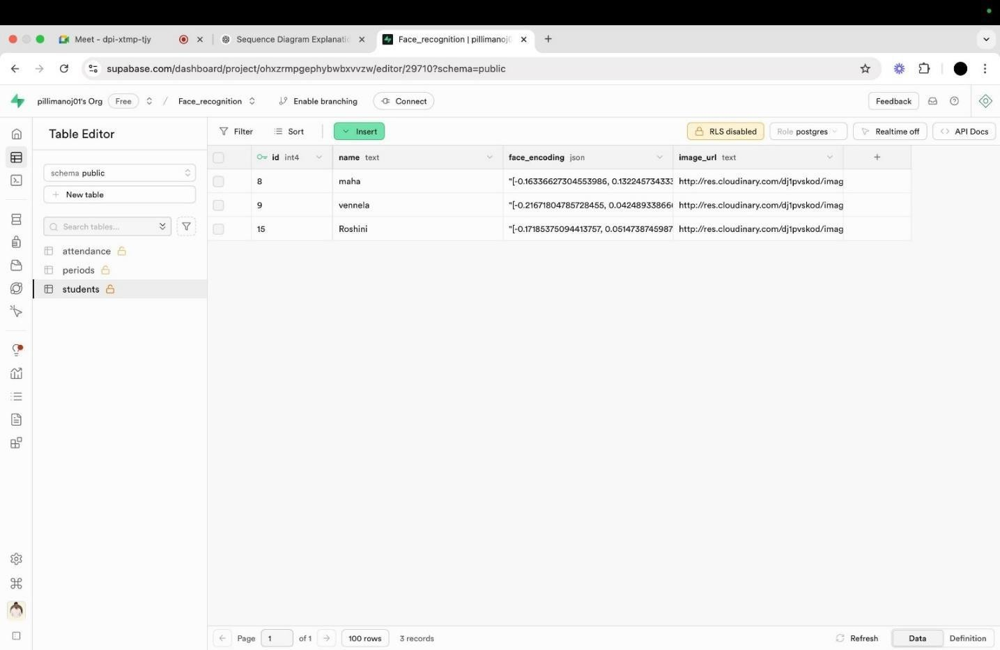 Meet - dpi-xtmp-tjy
Sequence Diagram Explanatic
Face_recognition | pillimanoj0
supabase.com/dashboard/project/ohxzrmpgephybwbxvvzw/editor/29710?schema=public
pillimanoj01's Org Free / Face_recognition Enable branching Connect Feedback
Table Editor
Filter Sort Insert RLS disabled Role postgres Realtime off API Docs
schema public
New table
Search tables...
attendance
periods
students
id int4 name text face_encoding json image_url text
8 maha "[-0.16336627304553986, 0.132245734333 http://res.cloudinary.com/dj1pvskod/imag
9 vennela "[-0.21671804785728455, 0.04248933866 http://res.cloudinary.com/dj1pvskod/imag
15 Roshini "[-0.17185375094413757, 0.0514738745987 http://res.cloudinary.com/dj1pvskod/imag
Page 1 of 1 100 rows 3 records Refresh Data Definition